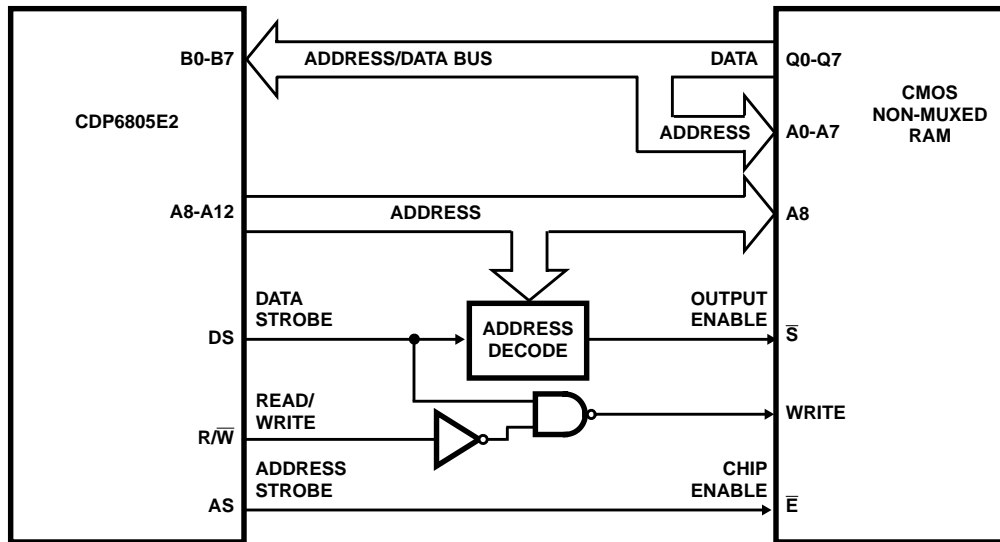 B0-B7
ADDRESS/DATA BUS
DATA
Q0-Q7
CDP6805E2
CMOS
NON-MUXED
RAM
ADDRESS
A0-A7
A8-A12
ADDRESS
A8
DATA
STROBE
OUTPUT
ENABLE
DS
ADDRESS
DECODE
S̅
READ/
WRITE
WRITE
R/W̅
ADDRESS
STROBE
CHIP
ENABLE
AS
E̅